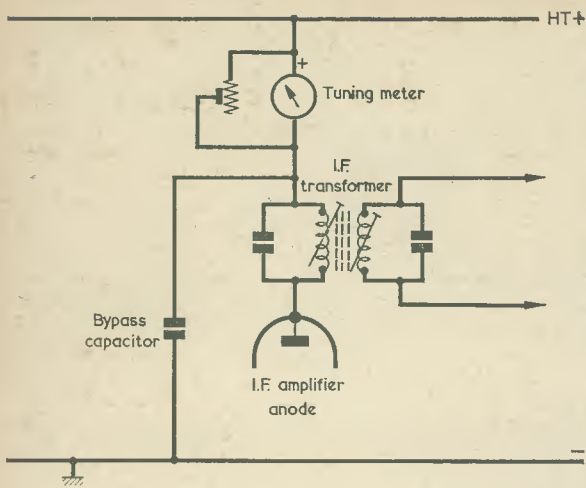 HT+
+
Tuning meter
I.F.
transformer
Bypass
capacitor
I.F. amplifier
anode
−